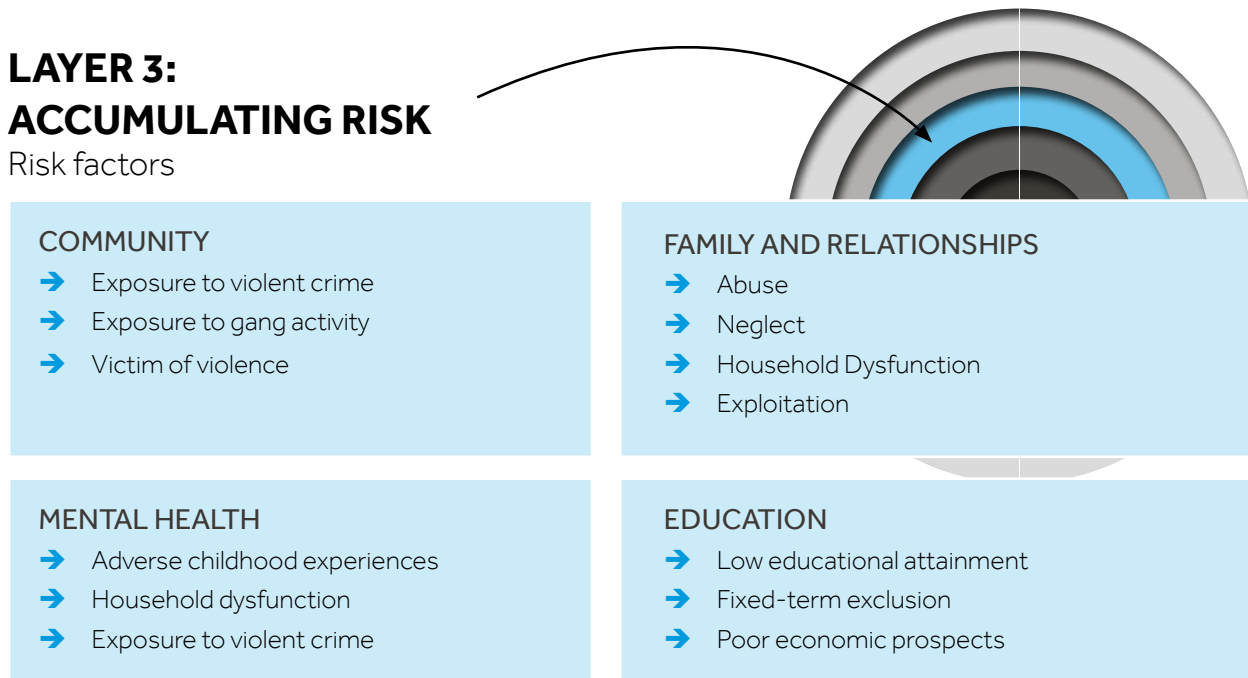 LAYER 3:
ACCUMULATING RISK
Risk factors
COMMUNITY
Exposure to violent crime
Exposure to gang activity
Victim of violence
FAMILY AND RELATIONSHIPS
Abuse
Neglect
Household Dysfunction
Exploitation
MENTAL HEALTH
Adverse childhood experiences
Household dysfunction
Exposure to violent crime
EDUCATION
Low educational attainment
Fixed-term exclusion
Poor economic prospects